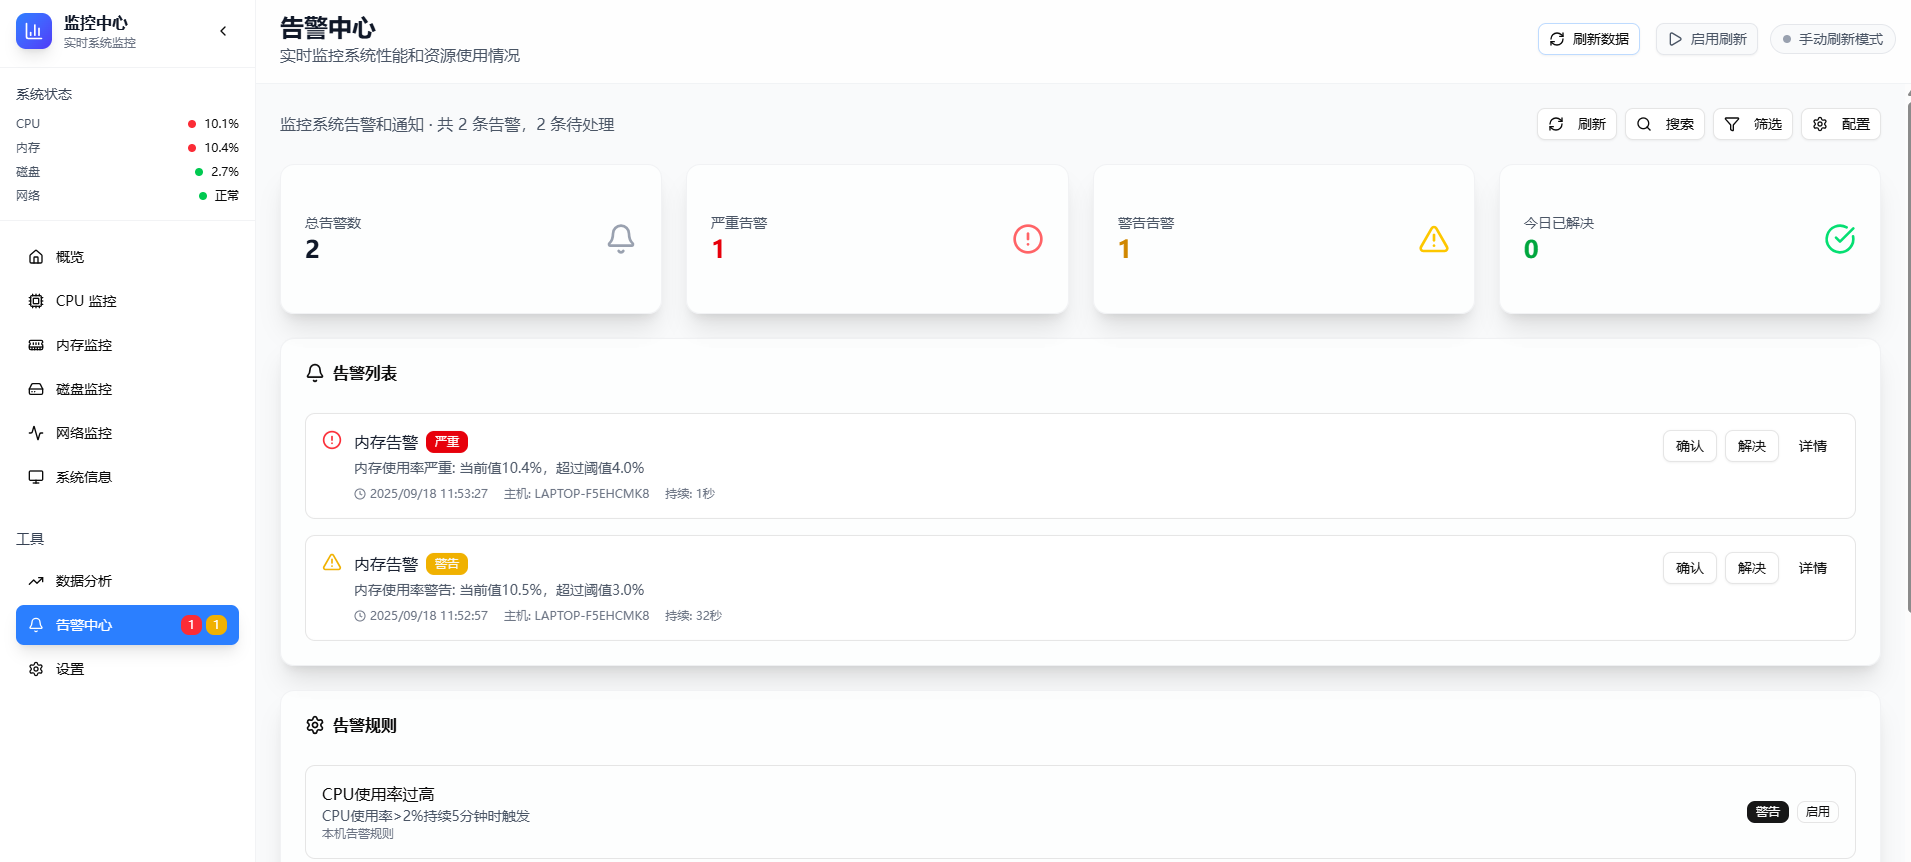 监控中心
实时系统监控
系统状态
CPU 10.1%
内存 10.4%
磁盘 2.7%
网络 正常
概览
CPU 监控
内存监控
磁盘监控
网络监控
系统信息
工具
数据分析
告警中心 1 1
设置
告警中心
实时监控系统性能和资源使用情况
刷新数据 启用刷新 手动刷新模式
监控系统告警和通知 · 共 2 条告警，2 条待处理
刷新 搜索 筛选 配置
总告警数
2
严重告警
1
警告告警
1
今日已解决
0
告警列表
内存告警 严重
内存使用率严重: 当前值10.4%，超过阈值4.0%
2025/09/18 11:53:27 主机: LAPTOP-F5EHCMK8 持续: 1秒
确认 解决 详情
内存告警 警告
内存使用率警告: 当前值10.5%，超过阈值3.0%
2025/09/18 11:52:57 主机: LAPTOP-F5EHCMK8 持续: 32秒
确认 解决 详情
告警规则
CPU使用率过高
CPU使用率>2%持续5分钟时触发
本机告警规则
警告 启用